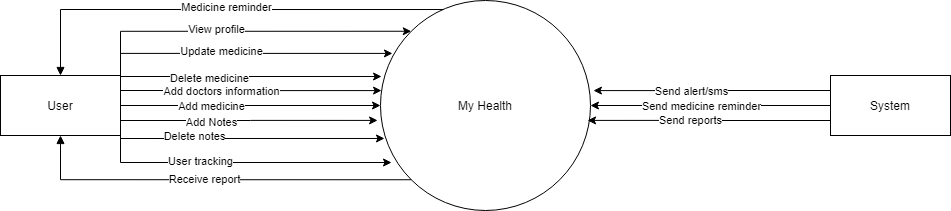 Medicine reminder
View profile
Update medicine
Delete medicine
Add doctors information
Add medicine
Add Notes
Delete notes
User tracking
Receive report
User
My Health
Send alert/sms
Send medicine reminder
Send reports
System